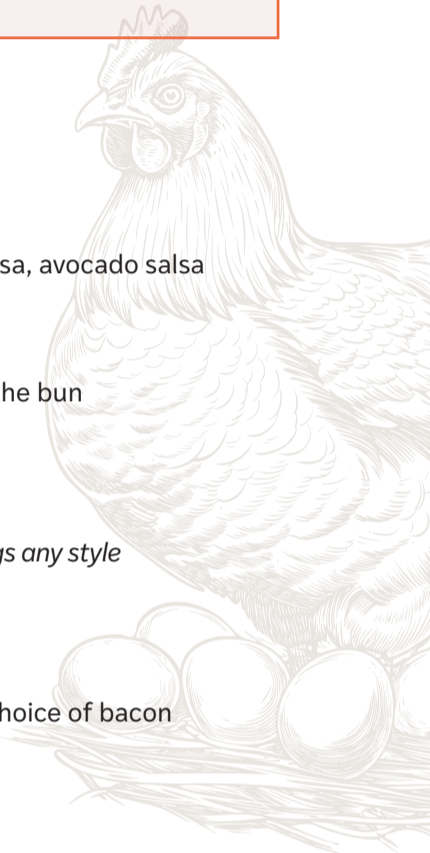 sa, avocado salsa
he bun
gs any style
hoice of bacon